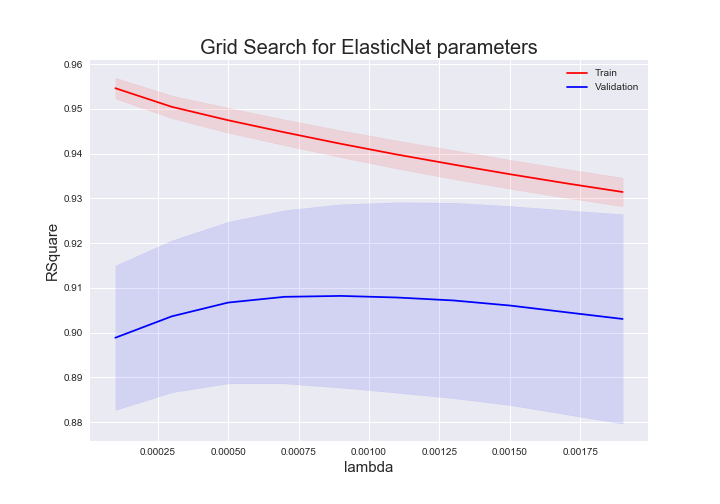 Grid Search for ElasticNet parameters
Train
Validation
RSquare
0.96
0.95
0.94
0.93
0.92
0.91
0.90
0.89
0.88
0.00025 0.00050 0.00075 0.00100 0.00125 0.00150 0.00175
lambda